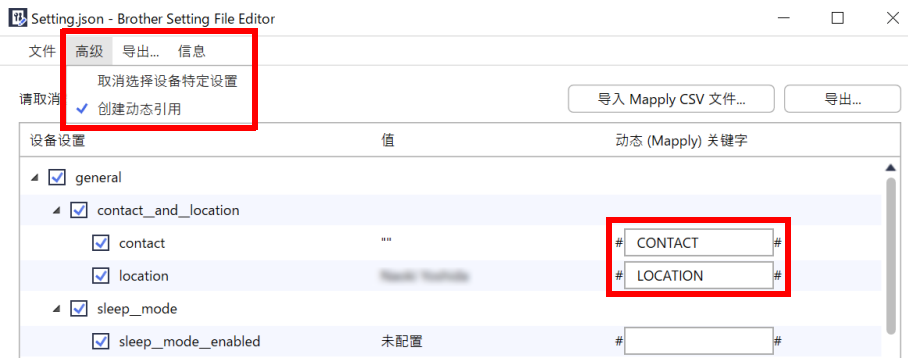 Setting.json - Brother Setting File Editor
文件 高级 导出... 信息
取消选择设备特定设置
创建动态引用
请取消
导入 Mapply CSV 文件... 导出...
设备设置 值 动态 (Mapply) 关键字
general
contact_and_location
contact "" # CONTACT #
location # LOCATION #
sleep_mode
sleep_mode_enabled 未配置 # #